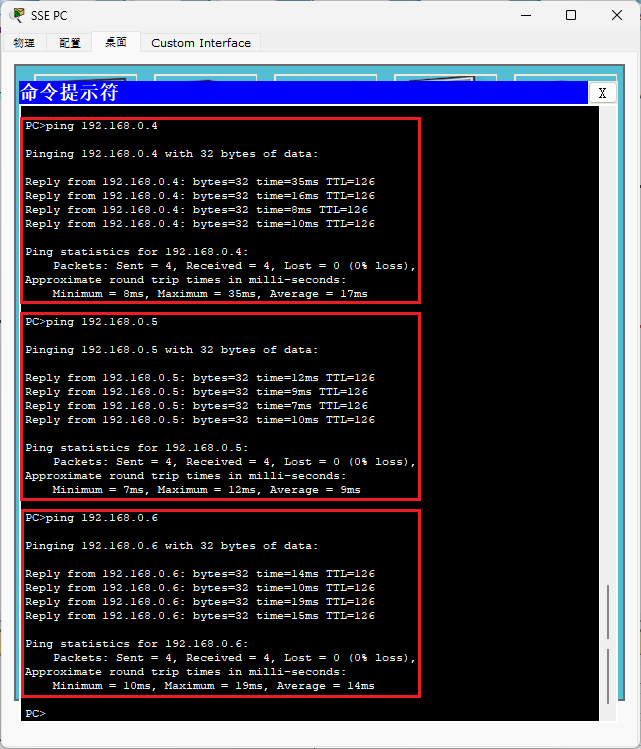 SSE PC
物理 配置 桌面 Custom Interface
命令提示符 X
PC>ping 192.168.0.4
Pinging 192.168.0.4 with 32 bytes of data:
Reply from 192.168.0.4: bytes=32 time=35ms TTL=126
Reply from 192.168.0.4: bytes=32 time=16ms TTL=126
Reply from 192.168.0.4: bytes=32 time=8ms TTL=126
Reply from 192.168.0.4: bytes=32 time=10ms TTL=126
Ping statistics for 192.168.0.4:
Packets: Sent = 4, Received = 4, Lost = 0 (0% loss),
Approximate round trip times in milli-seconds:
Minimum = 8ms, Maximum = 35ms, Average = 17ms
PC>ping 192.168.0.5
Pinging 192.168.0.5 with 32 bytes of data:
Reply from 192.168.0.5: bytes=32 time=12ms TTL=126
Reply from 192.168.0.5: bytes=32 time=9ms TTL=126
Reply from 192.168.0.5: bytes=32 time=7ms TTL=126
Reply from 192.168.0.5: bytes=32 time=10ms TTL=126
Ping statistics for 192.168.0.5:
Packets: Sent = 4, Received = 4, Lost = 0 (0% loss),
Approximate round trip times in milli-seconds:
Minimum = 7ms, Maximum = 12ms, Average = 9ms
PC>ping 192.168.0.6
Pinging 192.168.0.6 with 32 bytes of data:
Reply from 192.168.0.6: bytes=32 time=14ms TTL=126
Reply from 192.168.0.6: bytes=32 time=10ms TTL=126
Reply from 192.168.0.6: bytes=32 time=19ms TTL=126
Reply from 192.168.0.6: bytes=32 time=15ms TTL=126
Ping statistics for 192.168.0.6:
Packets: Sent = 4, Received = 4, Lost = 0 (0% loss),
Approximate round trip times in milli-seconds:
Minimum = 10ms, Maximum = 19ms, Average = 14ms
PC>